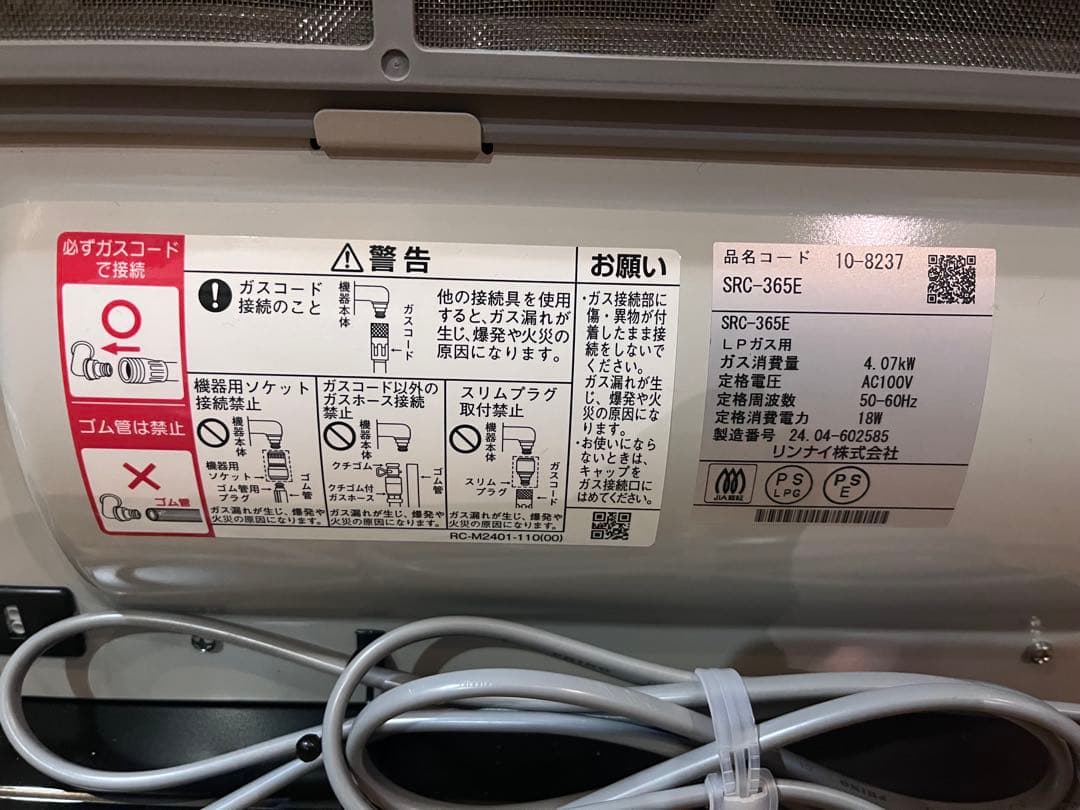 必ずガスコード
で接続
ゴム管は禁止
ゴム管
警告
ガスコード
接続のこと
機器本体
ガスコード
他の接続具を使用
すると、ガス漏れが
生じ、爆発や火災の
原因になります。
機器用ソケット
接続禁止
機器本体
機器用
ソケット
ゴム管用
プラグ
ゴム管
ガス漏れが生じ、爆発や
火災の原因になります。
ガスコード以外の
ガスホース接続
禁止
機器本体
クチゴム
クチゴム付
ガスホース
ゴム管
ガス漏れが生じ、爆発や
火災の原因になります。
スリムプラグ
取付禁止
機器本体
スリム
プラグ
ガスコード
ガス漏れが生じ、爆発や
火災の原因になります。
RC-M2401-110(00)
お願い
・ガス接続部に
傷・異物が付
着したまま接
続をしないで
ください。
ガス漏れが生
じ、爆発や火
災の原因にな
ります。
・お使いになら
ないときは、
キャップを
ガス接続口に
はめてください。
品名コード 10-8237
SRC-365E
SRC-365E
LPガス用
ガス消費量 4.07kW
定格電圧 AC100V
定格周波数 50-60Hz
定格消費電力 18W
製造番号 24.04-602585
リンナイ株式会社
JIA認証
PS
LPG
PS
E